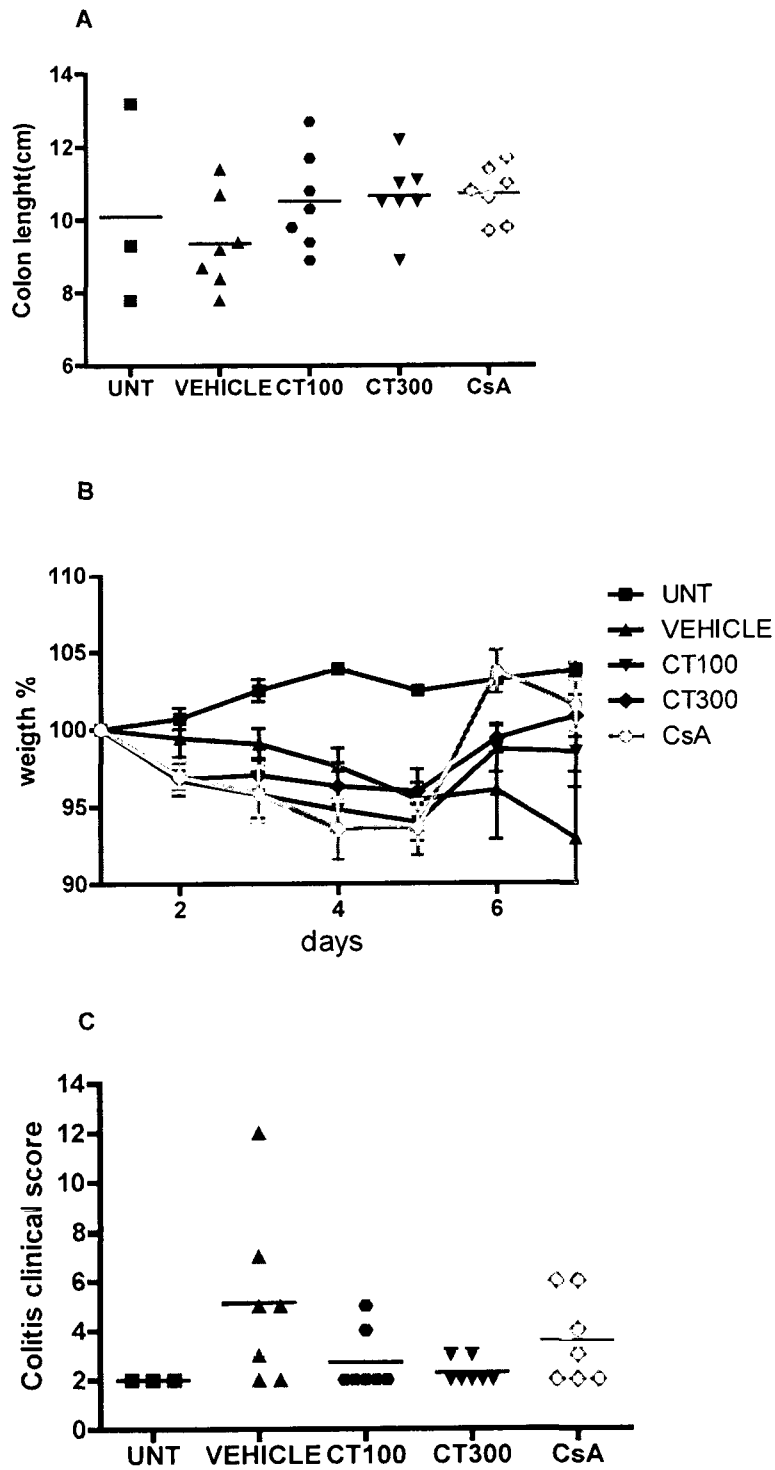 A
Colon lenght(cm)
14
12
10
8
6
UNT VEHICLE CT100 CT300 CsA
B
weigth %
110
105
100
95
90
2 4 6
days
UNT
VEHICLE
CT100
CT300
CsA
C
Colitis clinical score
14
12
10
8
6
4
2
0
UNT VEHICLE CT100 CT300 CsA